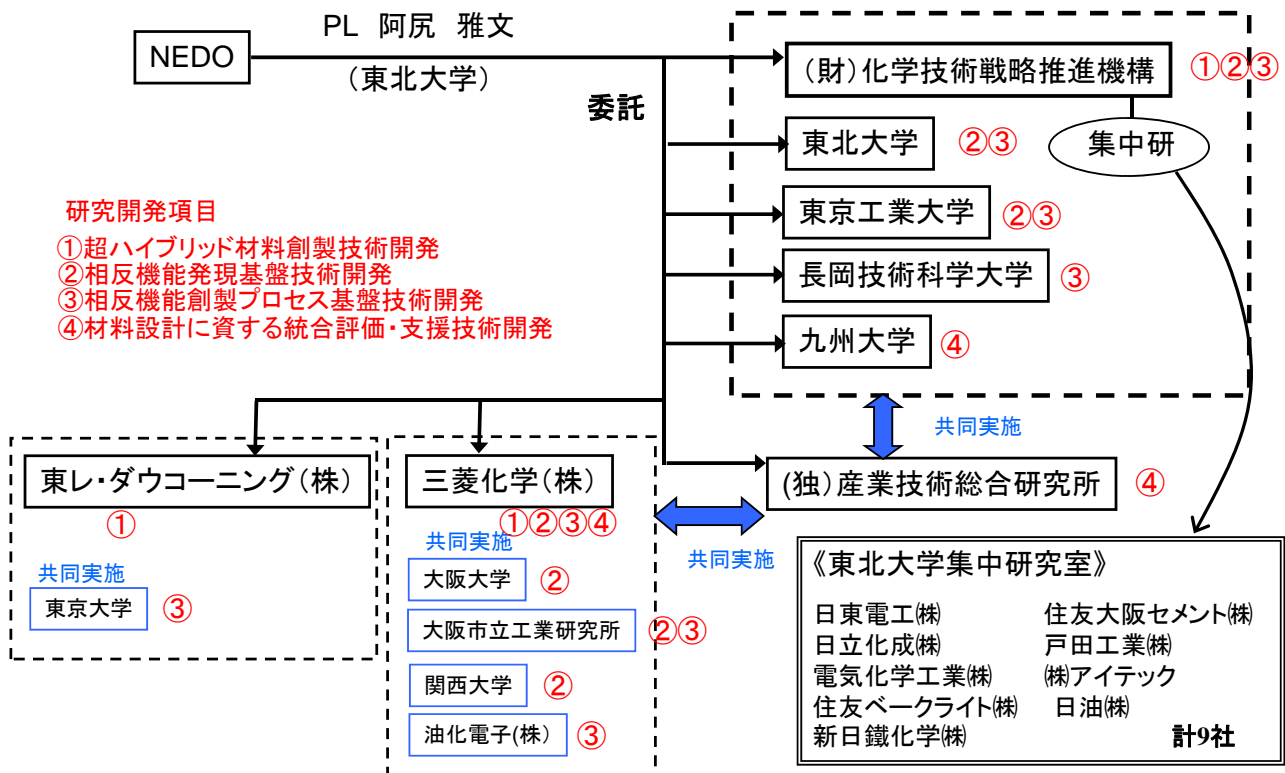 PL 阿尻 雅文
NEDO
(東北大学)
委託
(財)化学技術戦略推進機構 ①②③
集中研
東北大学 ②③
東京工業大学 ②③
長岡技術科学大学 ③
九州大学 ④
研究開発項目
①超ハイブリッド材料創製技術開発
②相反機能発現基盤技術開発
③相反機能創製プロセス基盤技術開発
④材料設計に資する統合評価・支援技術開発
共同実施
(独)産業技術総合研究所 ④
共同実施
東レ・ダウコーニング(株)
①
共同実施
東京大学 ③
三菱化学(株)
①②③④
共同実施
大阪大学 ②
大阪市立工業研究所 ②③
関西大学 ②
油化電子(株) ③
《東北大学集中研究室》
日東電工㈱ 住友大阪セメント㈱
日立化成㈱ 戸田工業㈱
電気化学工業㈱ ㈱アイテック
住友ベークライト㈱ 日油㈱
新日鐵化学㈱ 計9社